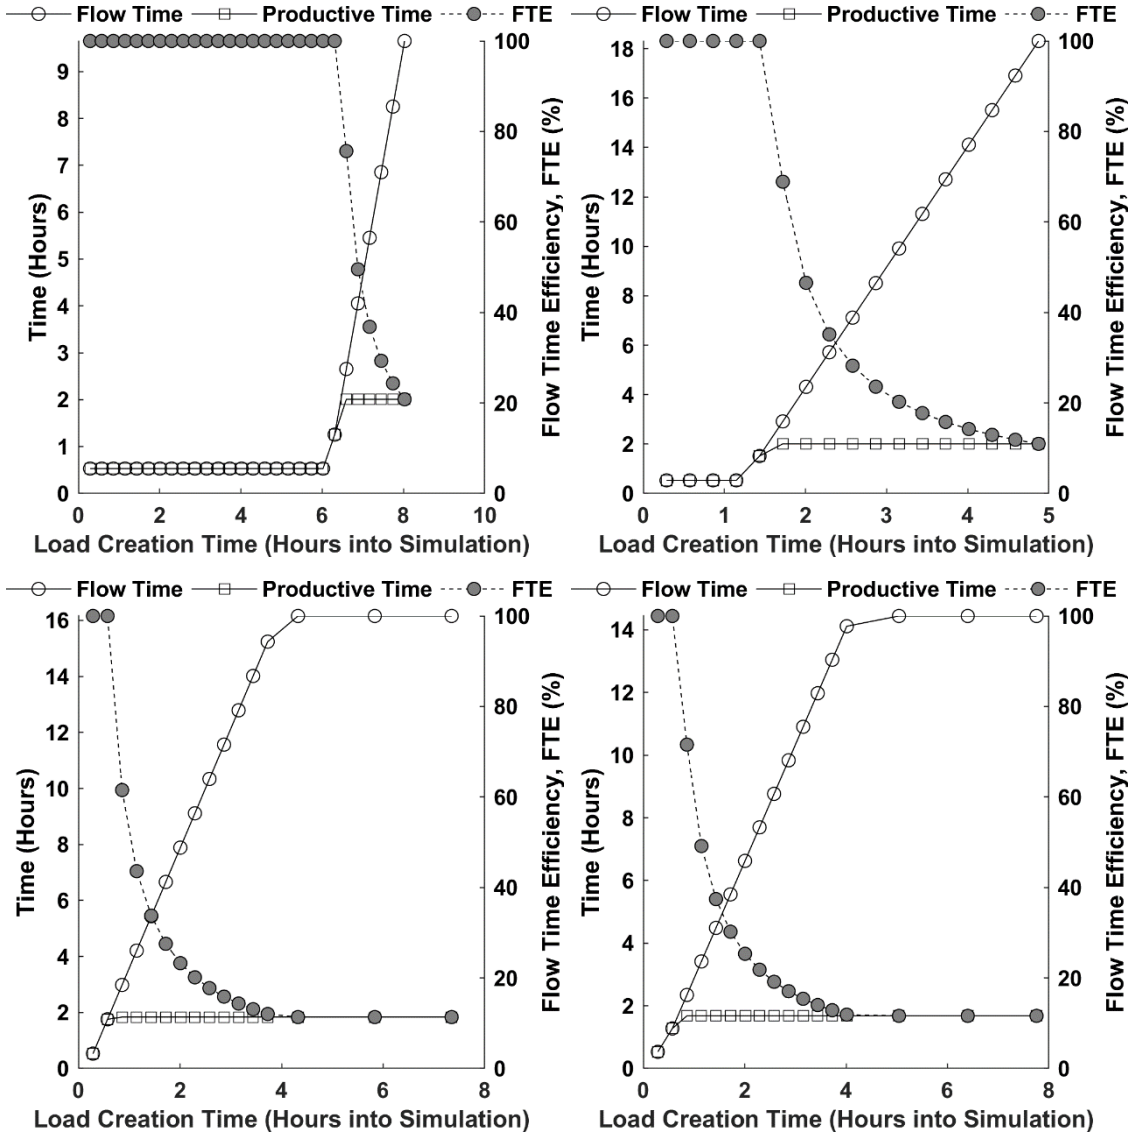 Flow Time Productive Time FTE
Time (Hours)
0 1 2 3 4 5 6 7 8 9
0 2 4 6 8 10
0 20 40 60 80 100
Flow Time Efficiency, FTE (%)
Load Creation Time (Hours into Simulation)
Flow Time Productive Time FTE
Time (Hours)
0 2 4 6 8 10 12 14 16 18
0 1 2 3 4 5
0 20 40 60 80 100
Flow Time Efficiency, FTE (%)
Load Creation Time (Hours into Simulation)
Flow Time Productive Time FTE
Time (Hours)
0 2 4 6 8 10 12 14 16
0 2 4 6 8
0 20 40 60 80 100
Flow Time Efficiency, FTE (%)
Load Creation Time (Hours into Simulation)
Flow Time Productive Time FTE
Time (Hours)
0 2 4 6 8 10 12 14
0 2 4 6 8
0 20 40 60 80 100
Flow Time Efficiency, FTE (%)
Load Creation Time (Hours into Simulation)